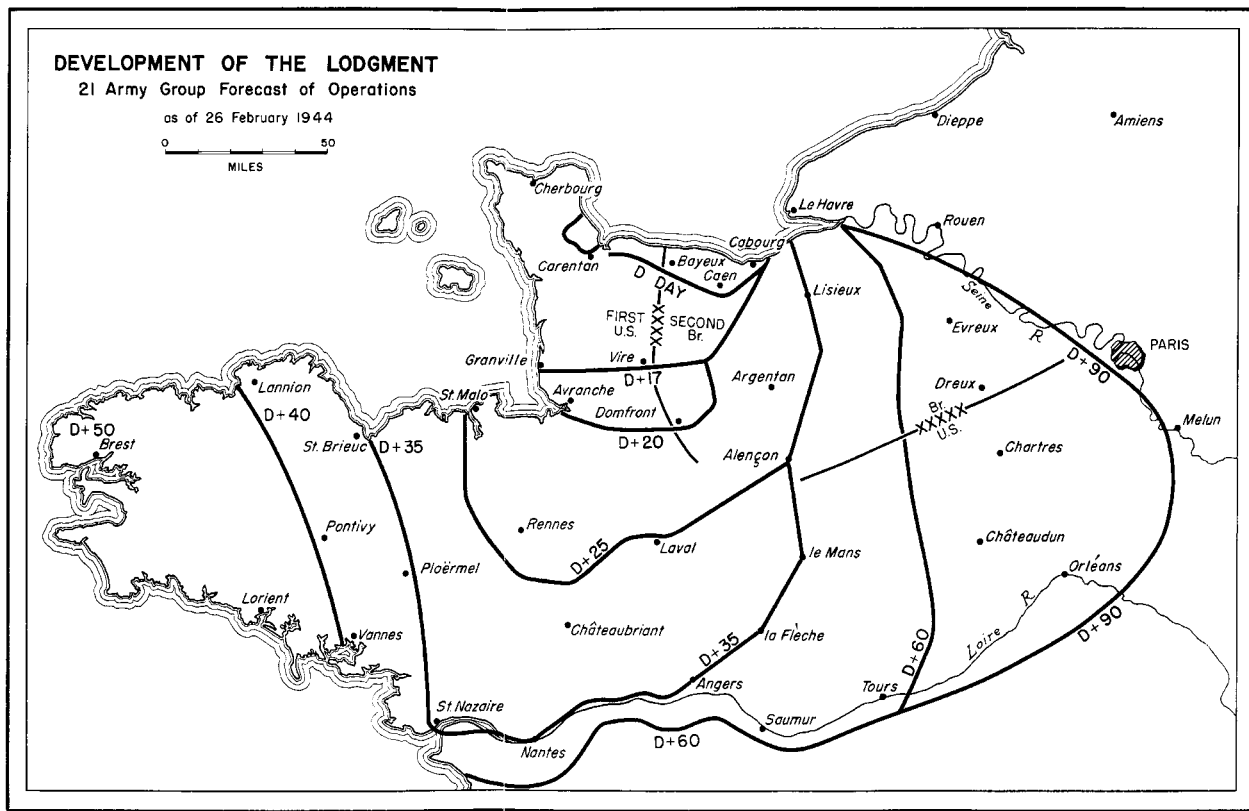 DEVELOPMENT OF THE LODGMENT
21 Army Group Forecast of Operations
as of 26 February 1944
0 50
MILES
Dieppe
Amiens
Cherbourg
Le Havre
Rouen
Cabourg
Carentan
Bayeux
Caen
D DAY
Lisieux
Seine
R
Evreux
FIRST
U.S.
XXXX
SECOND
Br.
PARIS
D+90
Granville
Vire
D+17
Argentan
Dreux
Lannion
D+40
St. Malo
Avranche
Domfront
D+20
Br.
XXXXX
U.S.
Melun
D+50
Brest
St. Brieuc
D+35
Alençon
Chartres
Pontivy
Rennes
D+25
Laval
le Mans
Châteaudun
Ploërmel
Orléans
Lorient
Vannes
Châteaubriant
la Flèche
D+35
Loire
R
D+60
D+90
Angers
Tours
St. Nazaire
Nantes
Saumur
D+60